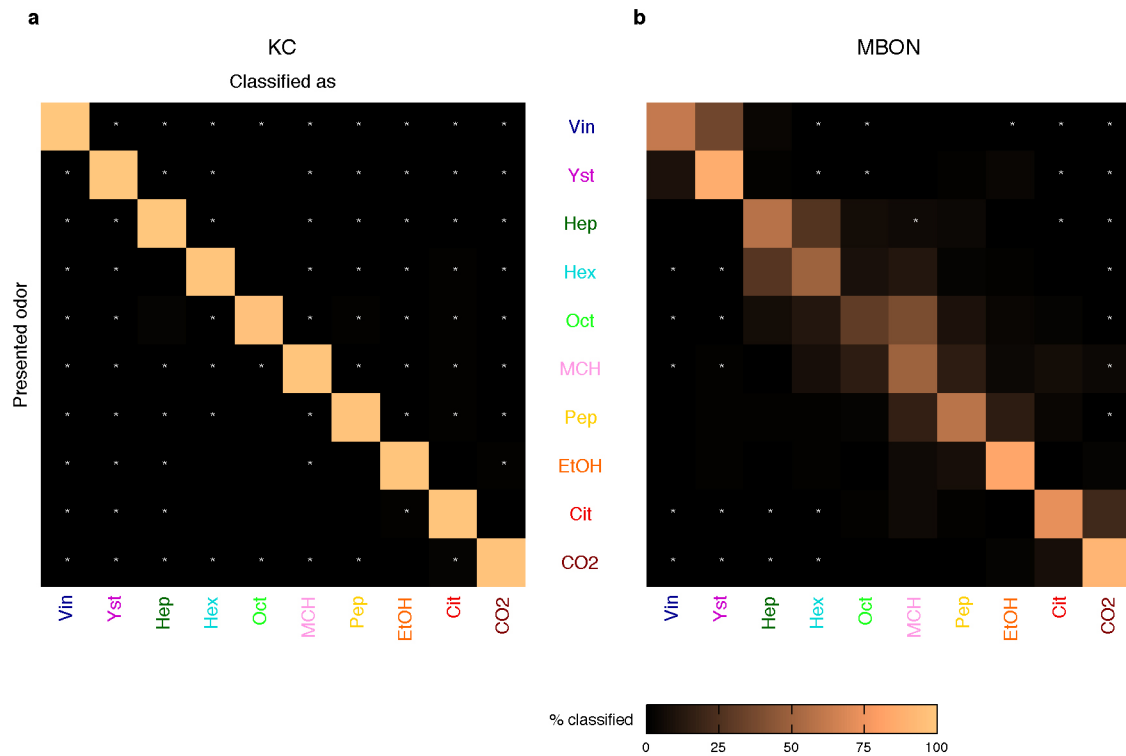 a
b
KC
MBON
Classified as
Presented odor
Vin
Yst
Hep
Hex
Oct
MCH
Pep
EtOH
Cit
CO2
Vin Yst Hep Hex Oct MCH Pep EtOH Cit CO2
Vin Yst Hep Hex Oct MCH Pep EtOH Cit CO2
% classified
0 25 50 75 100